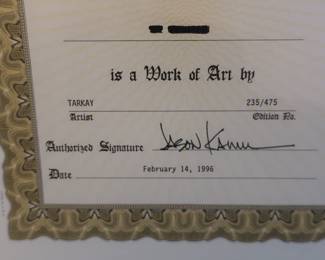 is a Work of Art by
TARKAY 235/475
Artist Edition No.
Authorized Signature
Date February 14, 1996